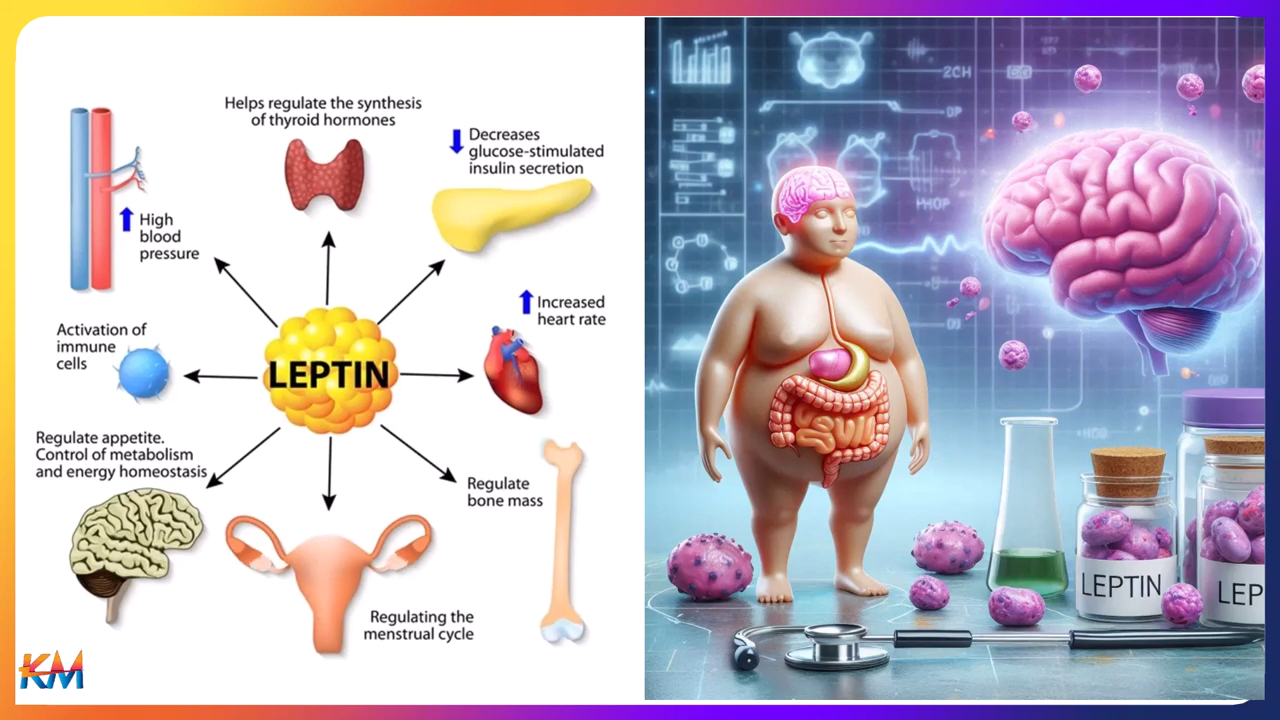 Helps regulate the synthesis
of thyroid hormones
Decreases
glucose-stimulated
insulin secretion
High
blood
pressure
Increased
heart rate
Activation of
immune
cells
LEPTIN
Regulate appetite.
Control of metabolism
and energy homeostasis
Regulate
bone mass
Regulating the
menstrual cycle
KM
2CH
DP
LEPTIN
LEP